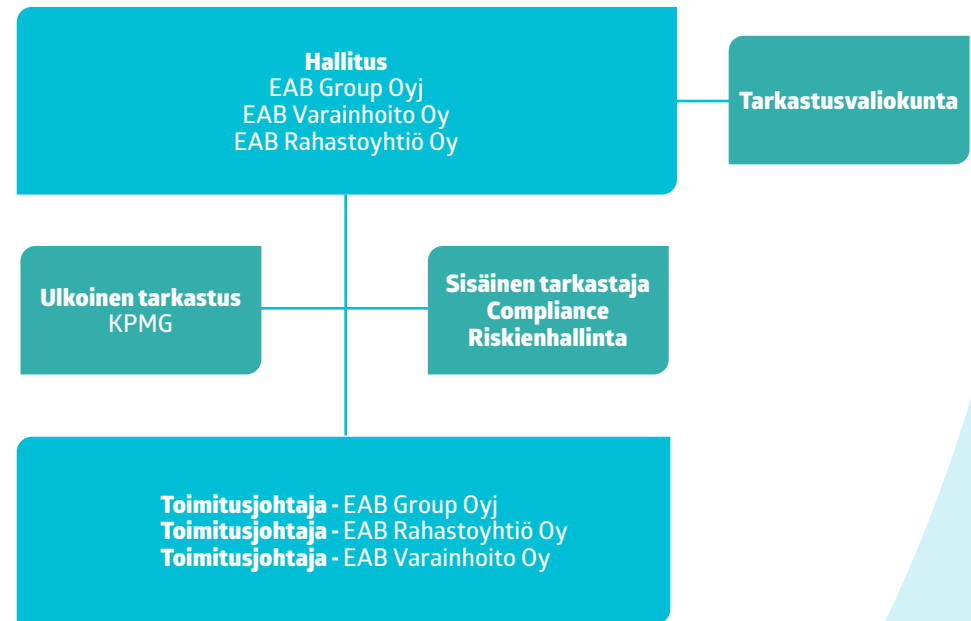 Hallitus
EAB Group Oyj
EAB Varainhoito Oy
EAB Rahastoyhtiö Oy
Tarkastusvaliokunta
Ulkoinen tarkastus
KPMG
Sisäinen tarkastaja
Compliance
Riskienhallinta
Toimitusjohtaja - EAB Group Oyj
Toimitusjohtaja - EAB Rahastoyhtiö Oy
Toimitusjohtaja - EAB Varainhoito Oy